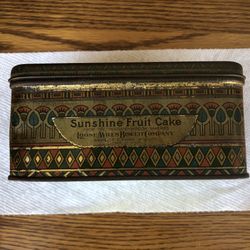 Sunshine Fruit Cake
Loose-Wiles Biscuit Company